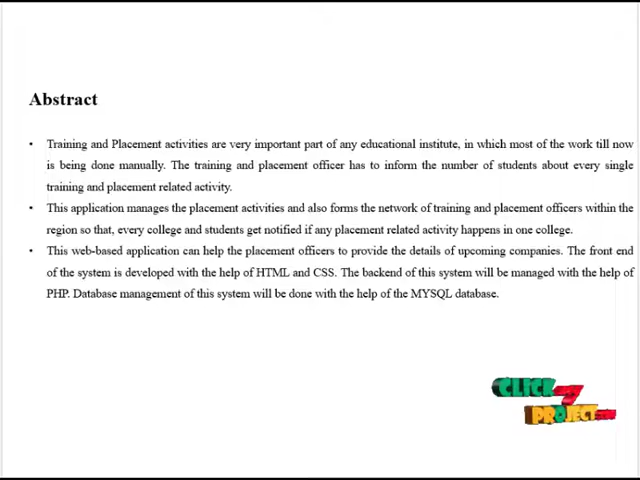 Abstract
• Training and Placement activities are very important part of any educational institute, in which most of the work till now
is being done manually. The training and placement officer has to inform the number of students about every single
training and placement related activity.
• This application manages the placement activities and also forms the network of training and placement officers within the
region so that, every college and students get notified if any placement related activity happens in one college.
• This web-based application can help the placement officers to provide the details of upcoming companies. The front end
of the system is developed with the help of HTML and CSS. The backend of this system will be managed with the help of
PHP. Database management of this system will be done with the help of the MYSQL database.
CLICK
PROJECT